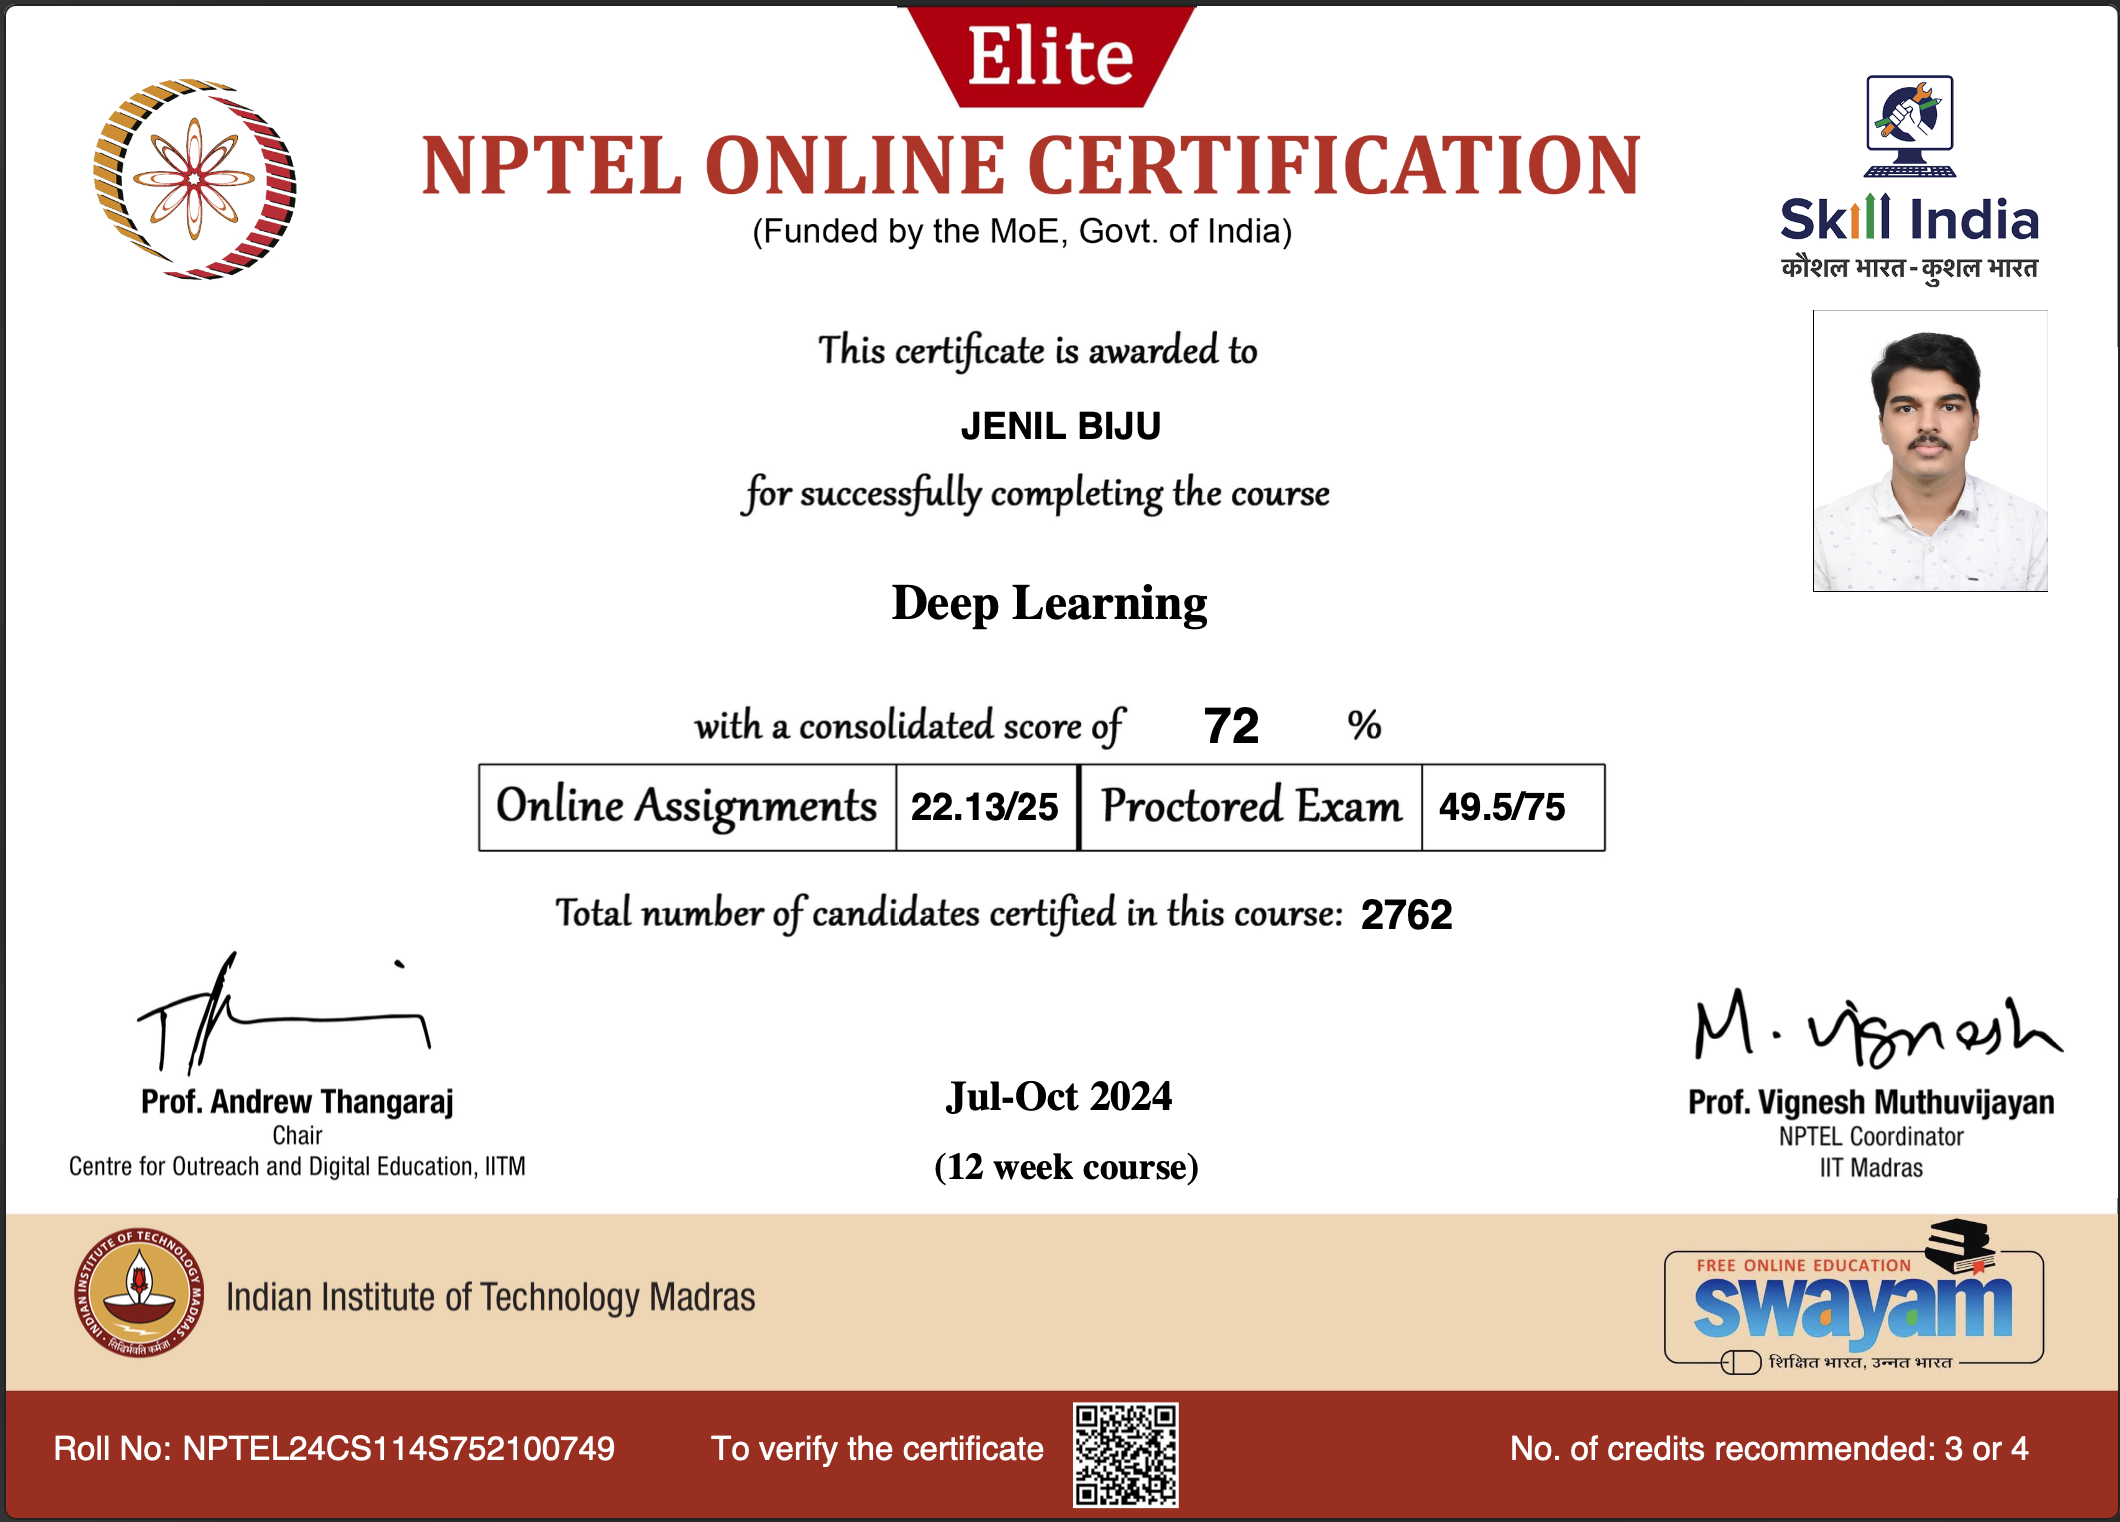 Elite
NPTEL ONLINE CERTIFICATION
(Funded by the MoE, Govt. of India)
Skill India
कौशल भारत - कुशल भारत
This certificate is awarded to
JENIL BIJU
for successfully completing the course
Deep Learning
with a consolidated score of 72 %
Online Assignments 22.13/25 Proctored Exam 49.5/75
Total number of candidates certified in this course: 2762
M. Vignesh
Prof. Andrew Thangaraj
Chair
Centre for Outreach and Digital Education, IITM
Jul-Oct 2024
(12 week course)
Prof. Vignesh Muthuvijayan
NPTEL Coordinator
IIT Madras
INDIAN INSTITUTE OF TECHNOLOGY MADRAS
सिद्धिर्भवति कर्मजा
Indian Institute of Technology Madras
FREE ONLINE EDUCATION
swayam
शिक्षित भारत, उन्नत भारत
Roll No: NPTEL24CS114S752100749
To verify the certificate
No. of credits recommended: 3 or 4